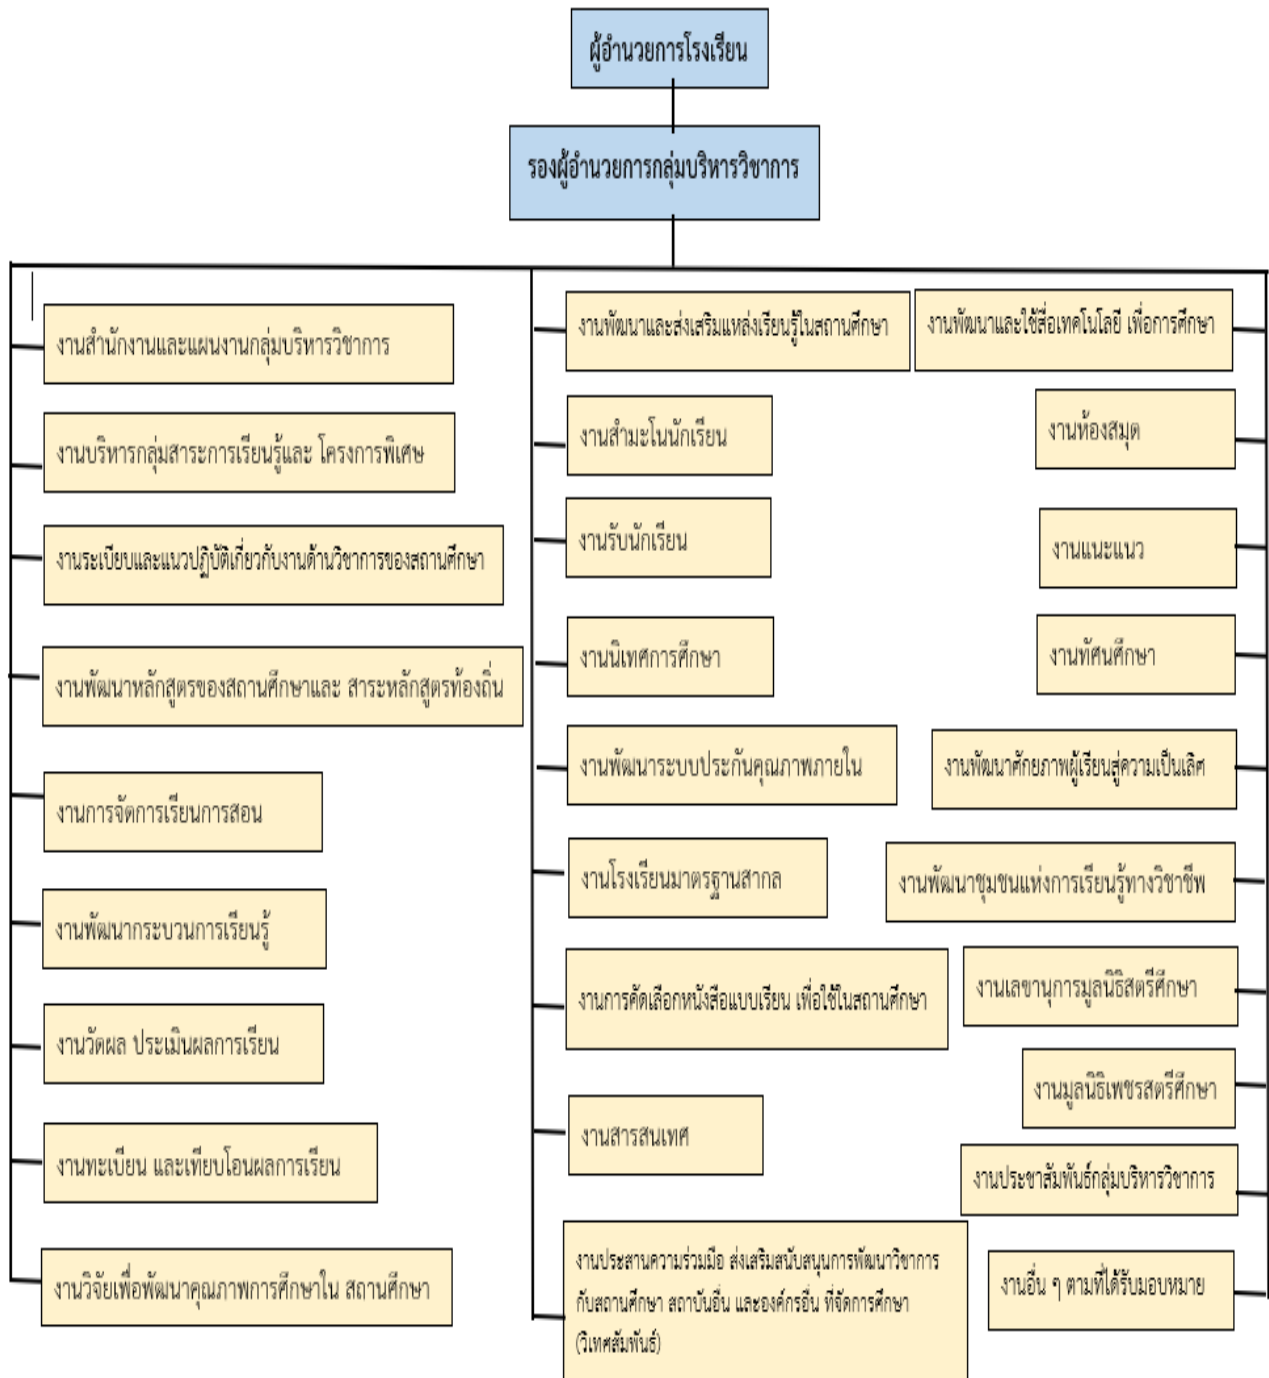 ผู้อำนวยการโรงเรียน
รองผู้อำนวยการกลุ่มบริหารวิชาการ
งานสำนักงานและแผนงานกลุ่มบริหารวิชาการ
งานบริหารกลุ่มสาระการเรียนรู้และ โครงการพิเศษ
งานระเบียบและแนวปฏิบัติเกี่ยวกับงานด้านวิชาการของสถานศึกษา
งานพัฒนาหลักสูตรของสถานศึกษาและ สาระหลักสูตรท้องถิ่น
งานการจัดการเรียนการสอน
งานพัฒนากระบวนการเรียนรู้
งานวัดผล ประเมินผลการเรียน
งานทะเบียน และเทียบโอนผลการเรียน
งานวิจัยเพื่อพัฒนาคุณภาพการศึกษาใน สถานศึกษา
งานพัฒนาและส่งเสริมแหล่งเรียนรู้ในสถานศึกษา
งานสำมะโนนักเรียน
งานรับนักเรียน
งานนิเทศการศึกษา
งานพัฒนาระบบประกันคุณภาพภายใน
งานโรงเรียนมาตรฐานสากล
งานการคัดเลือกหนังสือแบบเรียน เพื่อใช้ในสถานศึกษา
งานสารสนเทศ
งานประสานความร่วมมือ ส่งเสริมสนับสนุนการพัฒนาวิชาการ
กับสถานศึกษา สถาบันอื่น และองค์กรอื่น ที่จัดการศึกษา
(วิเทศสัมพันธ์)
งานพัฒนาและใช้สื่อเทคโนโลยี เพื่อการศึกษา
งานห้องสมุด
งานแนะแนว
งานทัศนศึกษา
งานพัฒนาศักยภาพผู้เรียนสู่ความเป็นเลิศ
งานพัฒนาชุมชนแห่งการเรียนรู้ทางวิชาชีพ
งานเลขานุการมูลนิธิสตรีศึกษา
งานมูลนิธิเพชรสตรีศึกษา
งานประชาสัมพันธ์กลุ่มบริหารวิชาการ
งานอื่น ๆ ตามที่ได้รับมอบหมาย